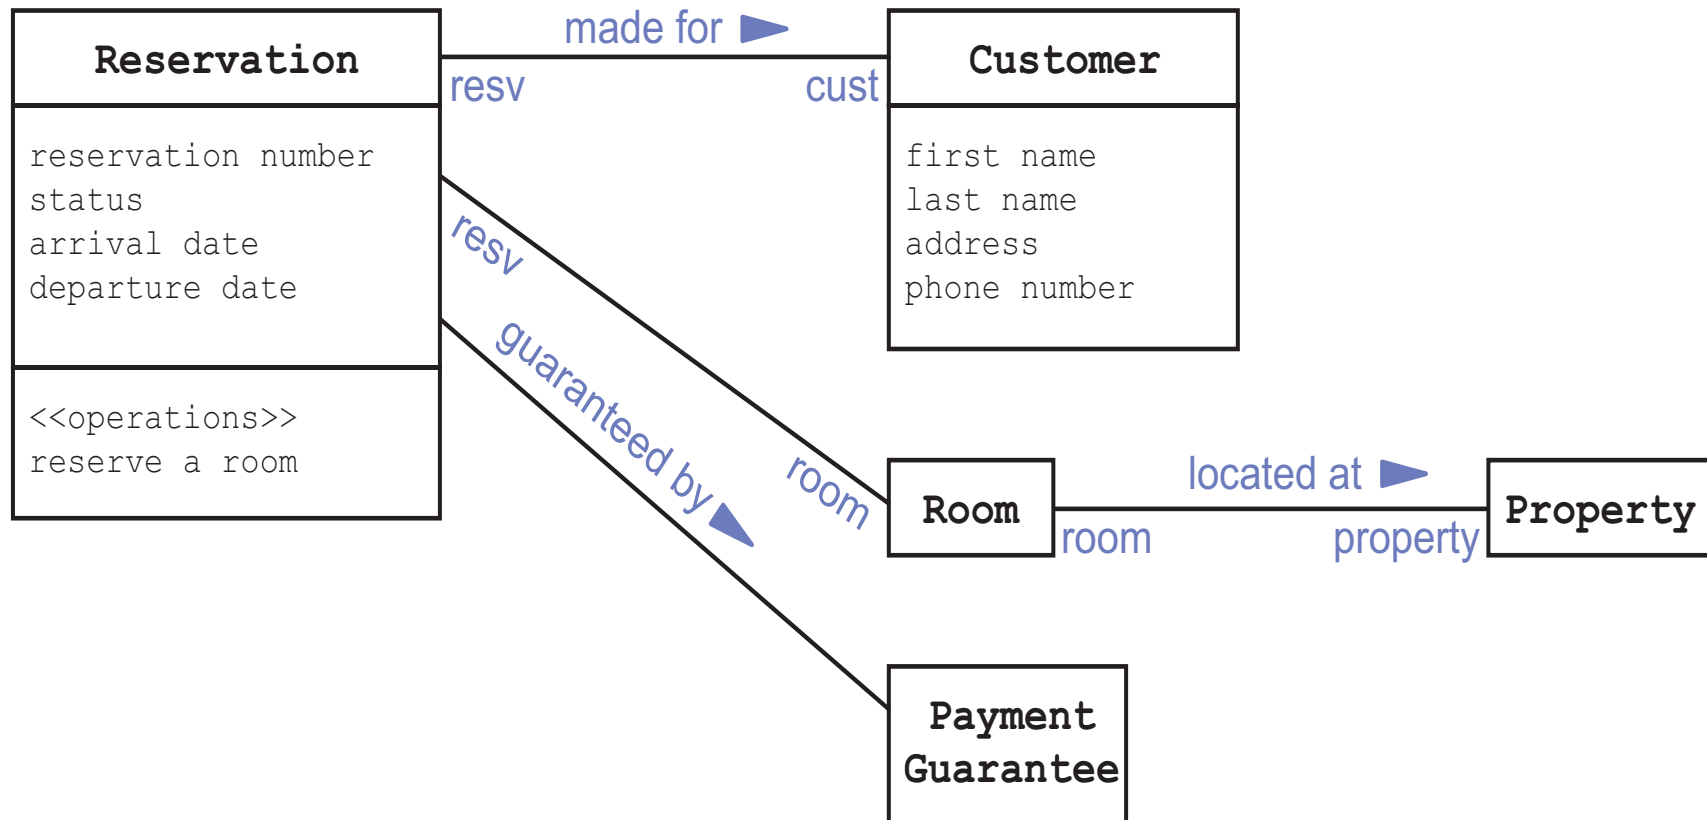 Reservation
reservation number
status
arrival date
departure date
<<operations>>
reserve a room
made for
resv
cust
Customer
first name
last name
address
phone number
resv
room
guaranteed by
Room
located at
room
property
Property
Payment
Guarantee